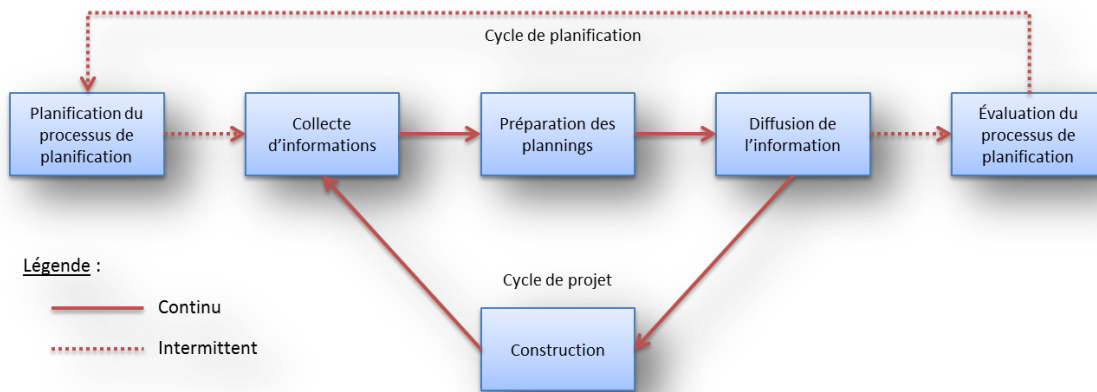 Cycle de planification
Planification du
processus de
planification
Collecte
d’informations
Préparation des
plannings
Diffusion de
l’information
Évaluation du
processus de
planification
Légende :
Continu
Intermittent
Cycle de projet
Construction